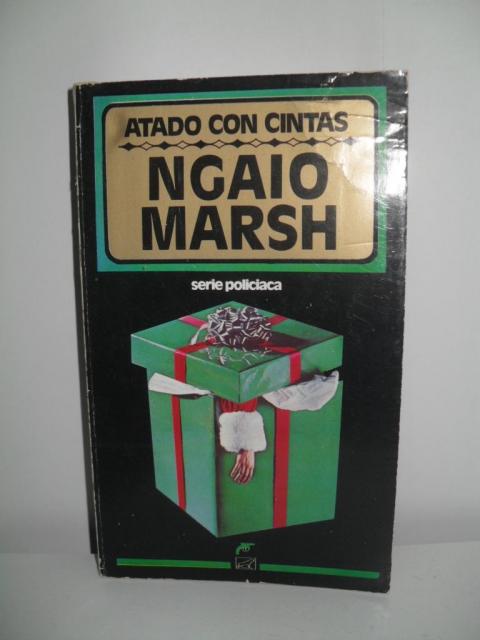 ATADO CON CINTAS
NGAIO
MARSH
serie policiaca